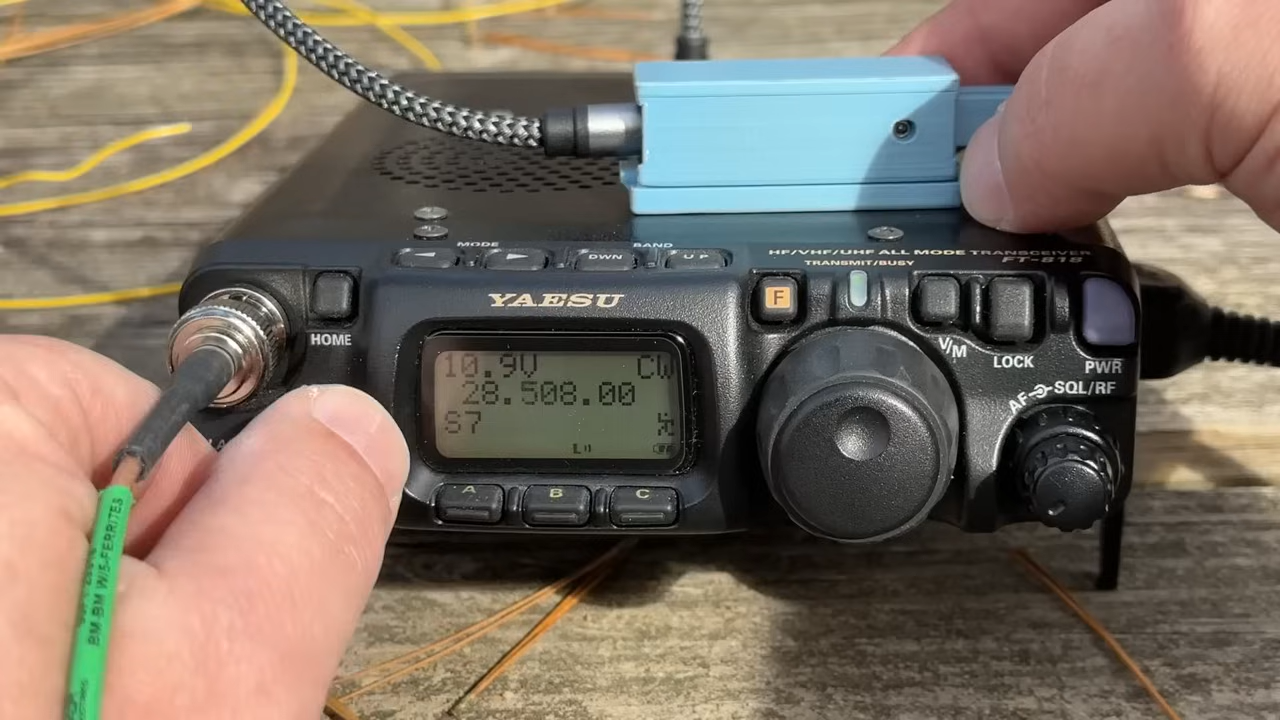 MODE
BAND
DWN
UP
HF/VHF/UHF ALL MODE TRANSCEIVER
FT-818
TRANSMIT/BUSY
YAESU
F
HOME
V/M
LOCK
PWR
AF SQL/RF
10.9V CW
28.508.00
S7
A B C
BM-BM W/5-FERRITES